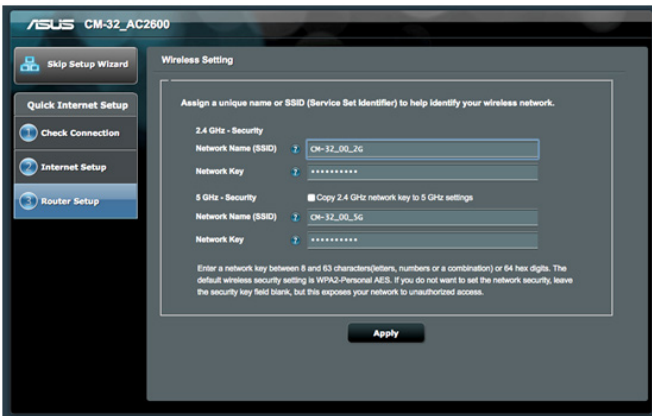 ASUS CM-32_AC2600
Skip Setup Wizard
Quick Internet Setup
1 Check Connection
2 Internet Setup
3 Router Setup
Wireless Setting
Assign a unique name or SSID (Service Set Identifier) to help identify your wireless network.
2.4 GHz - Security
Network Name (SSID) ? CM-32_00_2G
Network Key ? ••••••••••
5 GHz - Security Copy 2.4 GHz network key to 5 GHz settings
Network Name (SSID) ? CM-32_00_5G
Network Key ? ••••••••••
Enter a network key between 8 and 63 characters(letters, numbers or a combination) or 64 hex digits. The
default wireless security setting is WPA2-Personal AES. If you do not want to set the network security, leave
the security key field blank, but this exposes your network to unauthorized access.
Apply